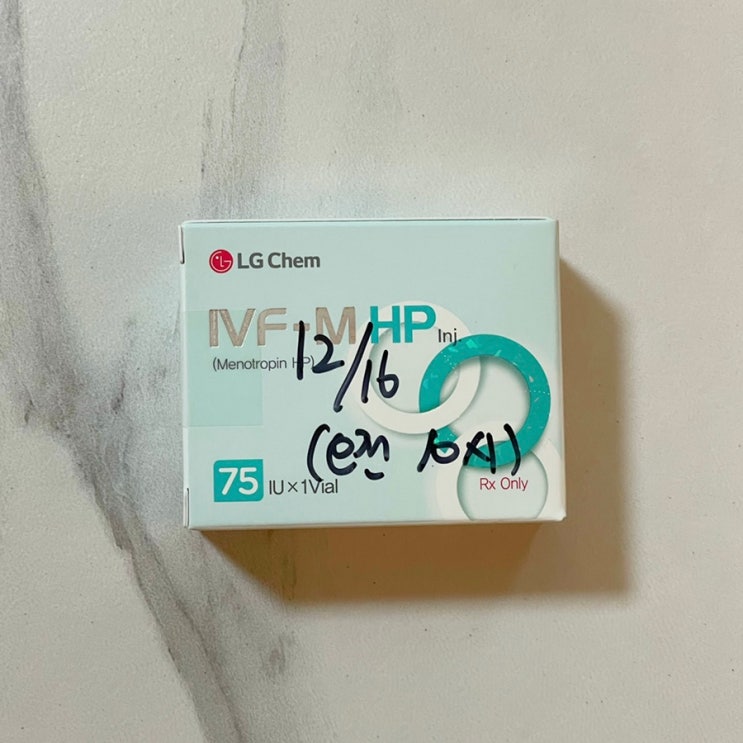 LG Chem
IVF-M HP Inj.
(Menotropin HP)
12/16
(오전 10시)
75 IU×1Vial
Rx Only